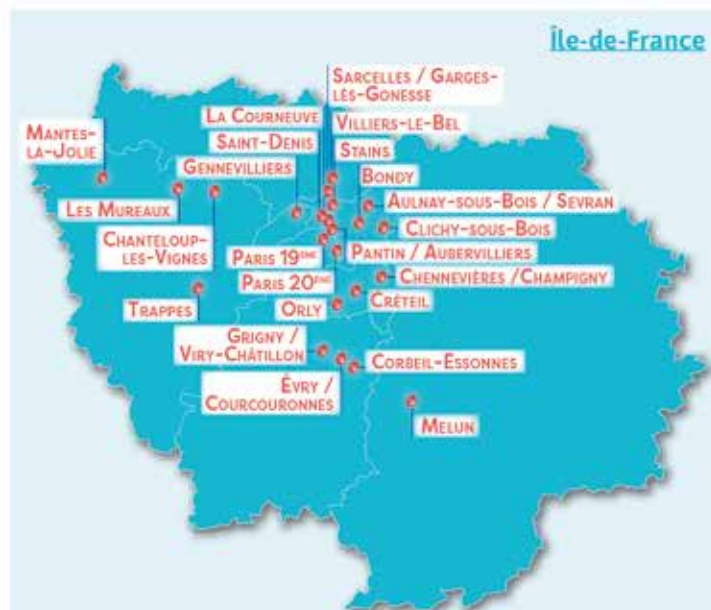 Île-de-France
Sarcelles / Garges-
lès-Gonesse
La Courneuve
Villiers-le-Bel
Saint-Denis
Stains
Mantes-
la-Jolie
Gennevilliers
Bondy
Aulnay-sous-Bois / Sevran
Les Mureaux
Clichy-sous-Bois
Chanteloup-
les-Vignes
Paris 19ème
Pantin / Aubervilliers
Chennevières /Champigny
Paris 20ème
Créteil
Trappes
Orly
Grigny /
Viry-Châtillon
Corbeil-Essonnes
Évry /
Courcouronnes
Melun